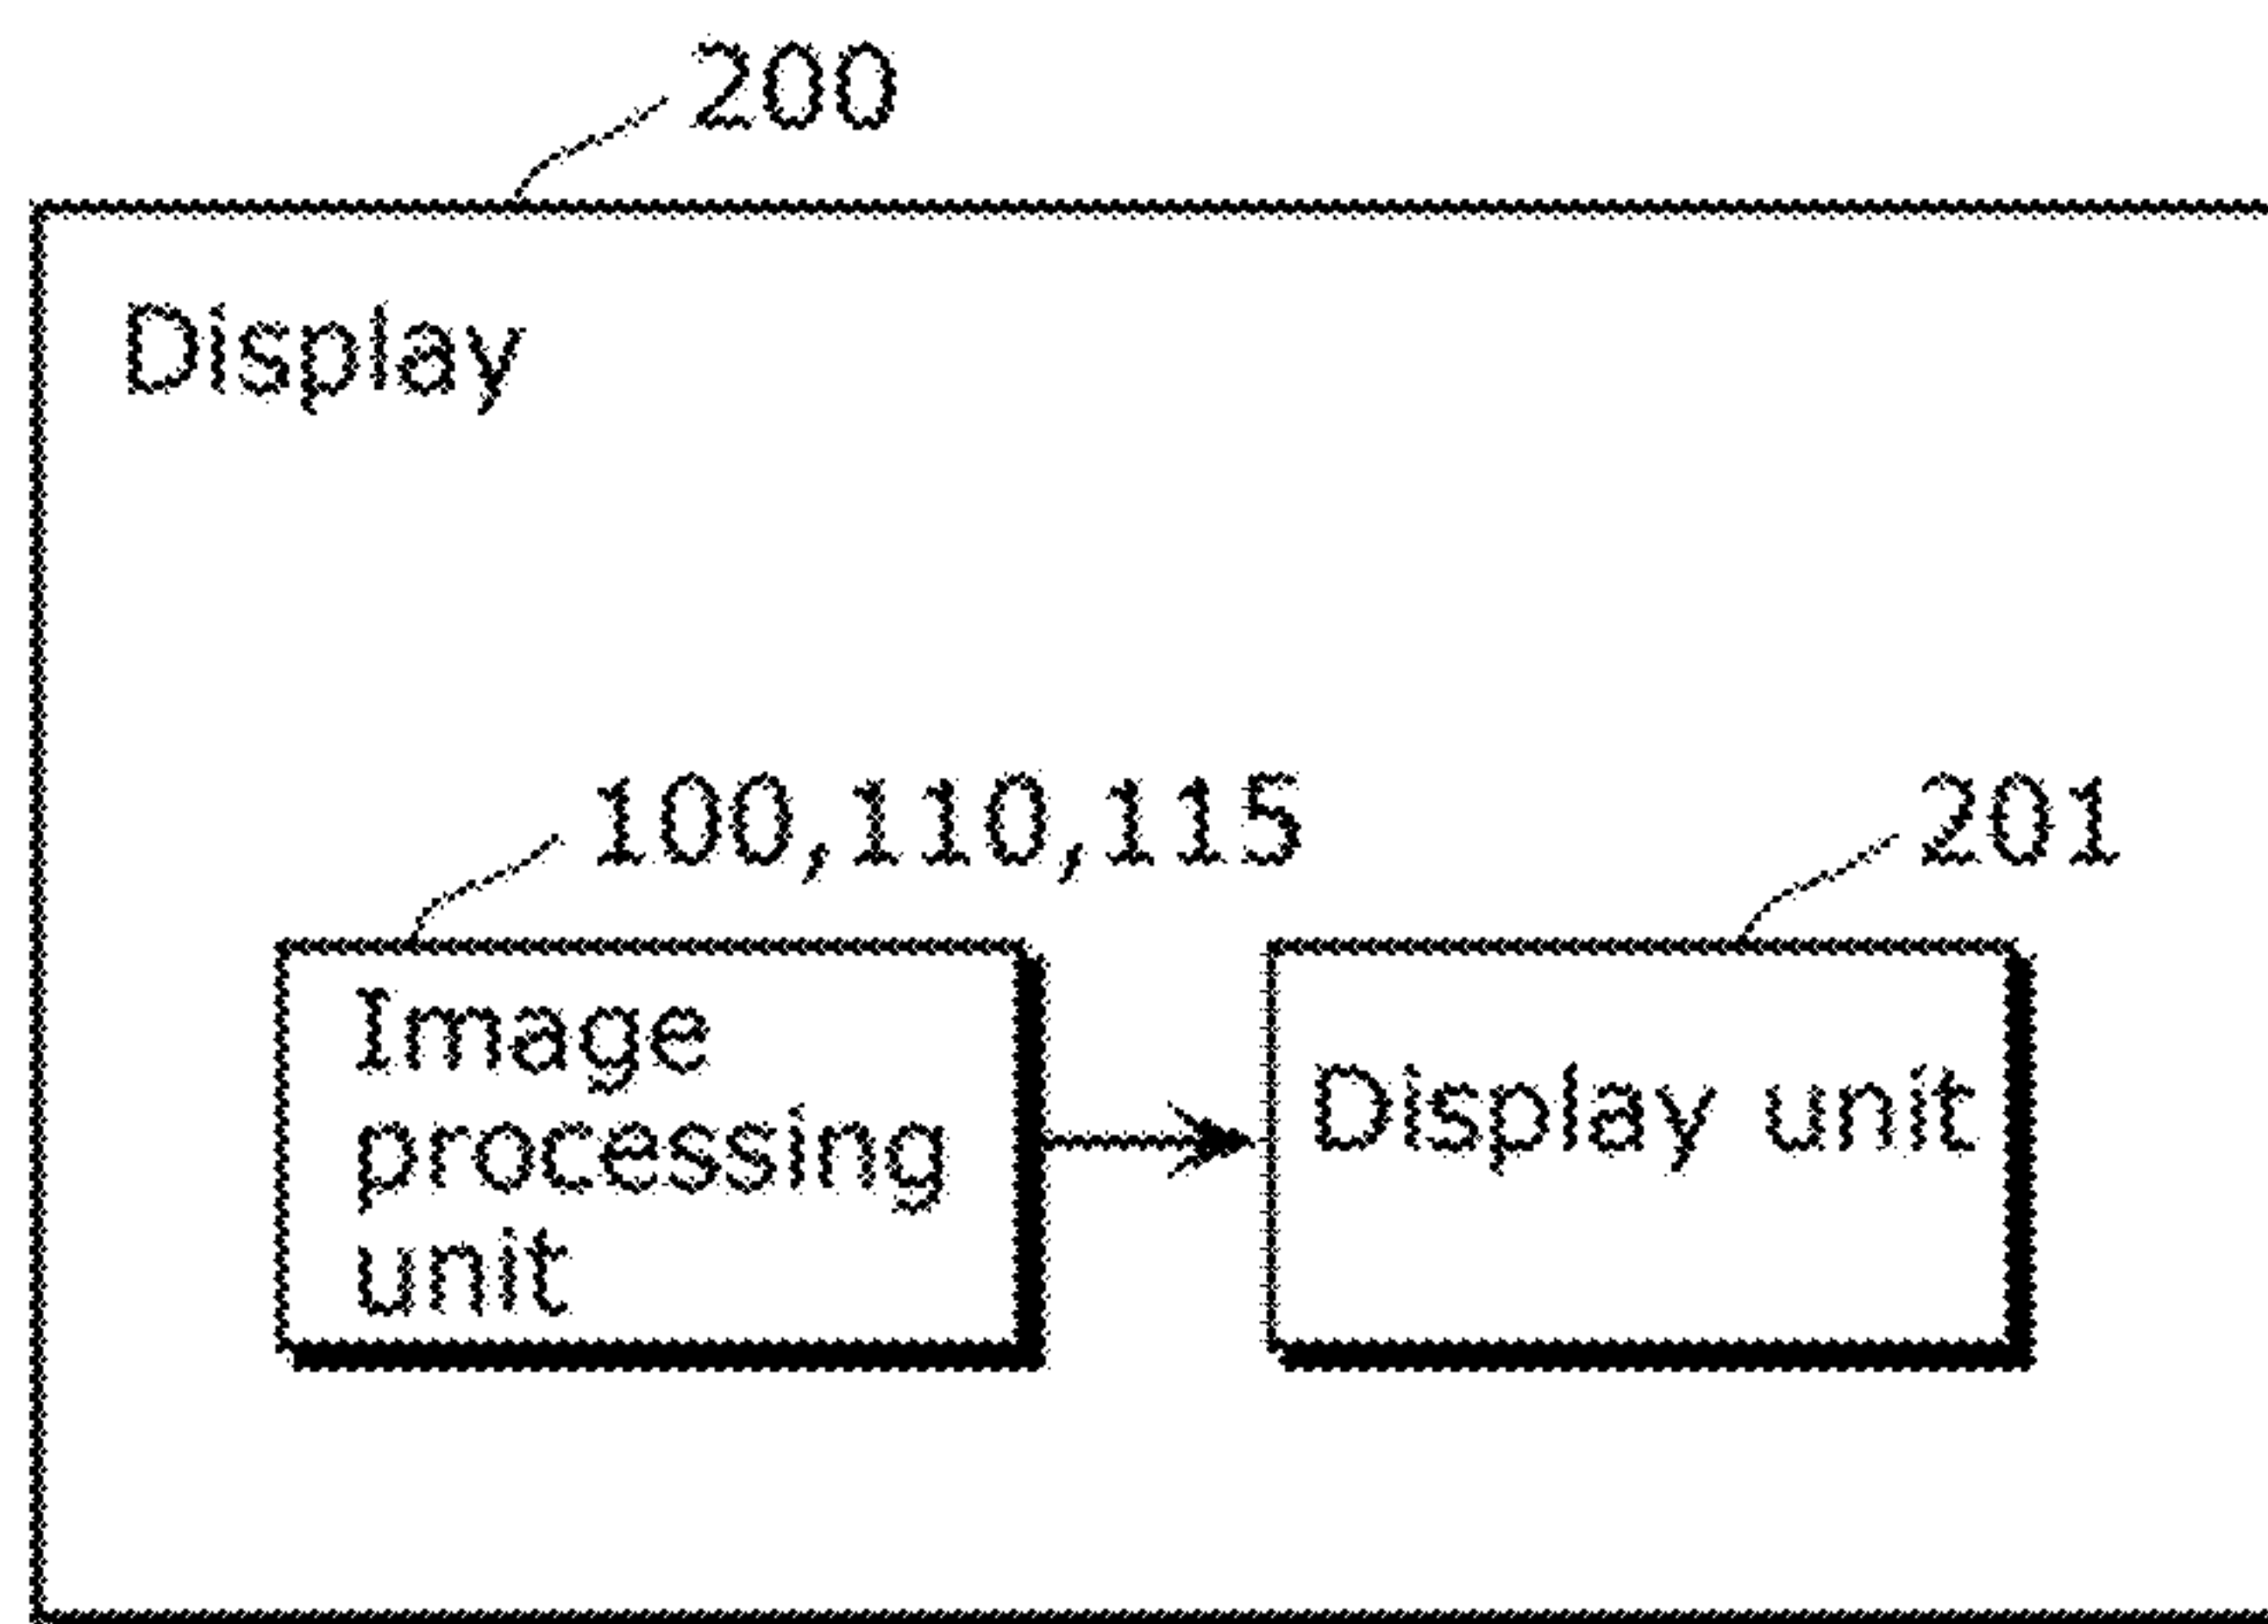 200
Display
100,110,115
201
Image
processing
unit
Display unit